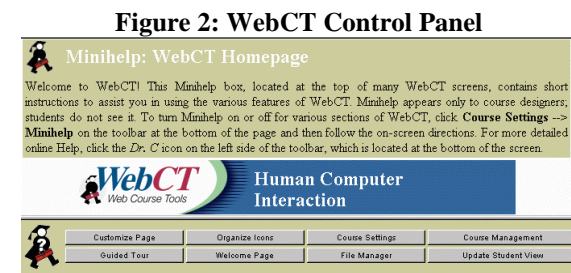 Figure 2: WebCT Control Panel
Minihelp: WebCT Homepage
Welcome to WebCT! This Minihelp box, located at the top of many WebCT screens, contains short
instructions to assist you in using the various features of WebCT. Minihelp appears only to course designers;
students do not see it. To turn Minihelp on or off for various sections of WebCT, click Course Settings -->
Minihelp on the toolbar at the bottom of the page and then follow the on-screen directions. For more detailed
online Help, click the Dr. C icon on the left side of the toolbar, which is located at the bottom of the screen.
WebCT
Web Course Tools
Human Computer
Interaction
Customize Page Organize Icons Course Settings Course Management
Guided Tour Welcome Page File Manager Update Student View